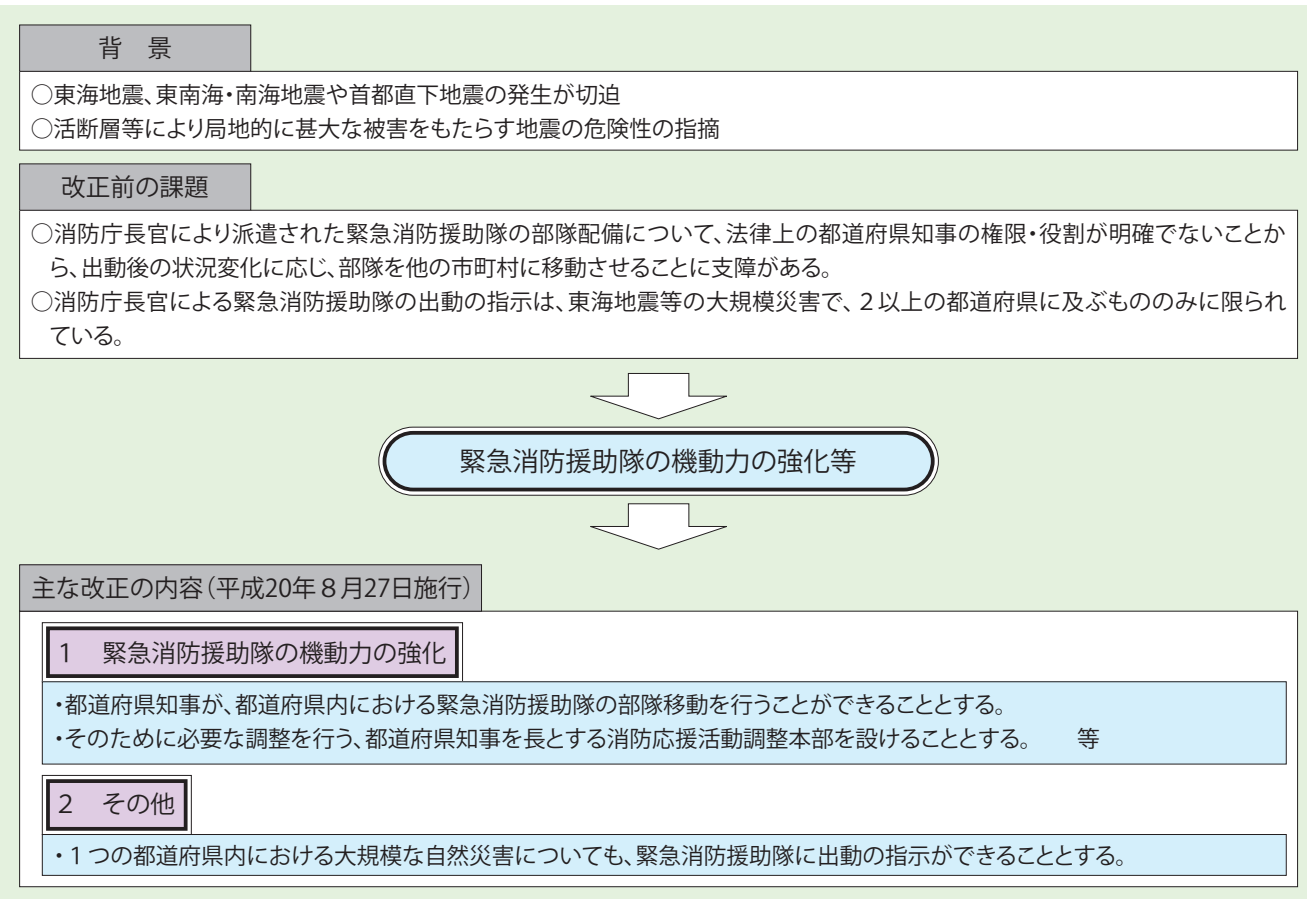 背　景
○東海地震、東南海・南海地震や首都直下地震の発生が切迫
○活断層等により局地的に甚大な被害をもたらす地震の危険性の指摘
改正前の課題
○消防庁長官により派遣された緊急消防援助隊の部隊配備について、法律上の都道府県知事の権限・役割が明確でないことか
ら、出動後の状況変化に応じ、部隊を他の市町村に移動させることに支障がある。
○消防庁長官による緊急消防援助隊の出動の指示は、東海地震等の大規模災害で、２以上の都道府県に及ぶもののみに限られ
ている。
緊急消防援助隊の機動力の強化等
主な改正の内容（平成20年８月27日施行）
1　緊急消防援助隊の機動力の強化
・都道府県知事が、都道府県内における緊急消防援助隊の部隊移動を行うことができることとする。
・そのために必要な調整を行う、都道府県知事を長とする消防応援活動調整本部を設けることとする。　等
2　その他
・１つの都道府県内における大規模な自然災害についても、緊急消防援助隊に出動の指示ができることとする。